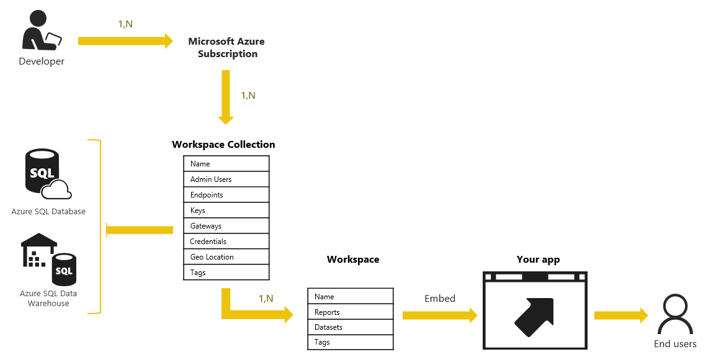 1,N
Developer
Microsoft Azure
Subscription
1,N
Workspace Collection
Name
Admin Users
Endpoints
Keys
Gateways
Credentials
Geo Location
Tags
SQL
Azure SQL Database
SQL
Azure SQL Data
Warehouse
1,N
Workspace
Name
Reports
Datasets
Tags
Embed
Your app
End users